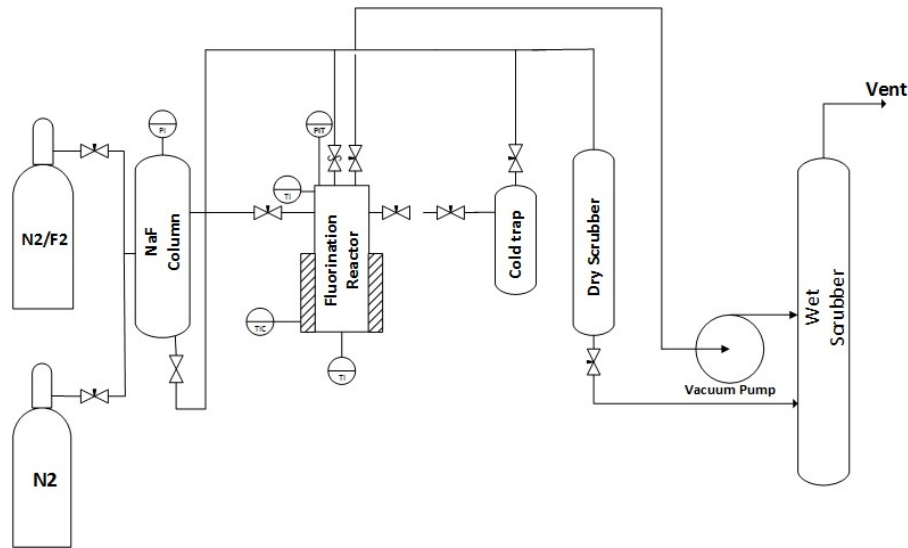 Vent
PI
PIT
TI
N2/F2
NaF
Column
Fluorination
Reactor
Cold trap
Dry Scrubber
Wet
Scrubber
TIC
TI
Vacuum Pump
N2